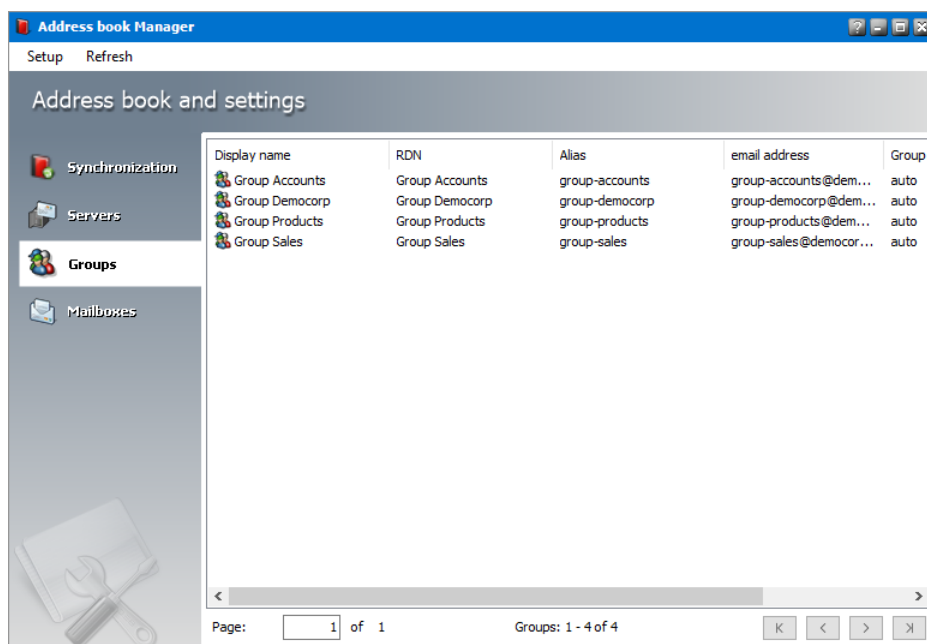 Address book Manager
Setup Refresh
Address book and settings
Synchronization
Servers
Groups
Mailboxes
Display name RDN Alias email address Group
Group Accounts Group Accounts group-accounts group-accounts@dem... auto
Group Democorp Group Democorp group-democorp group-democorp@dem... auto
Group Products Group Products group-products group-products@dem... auto
Group Sales Group Sales group-sales group-sales@democor... auto
Page: 1 of 1 Groups: 1 - 4 of 4